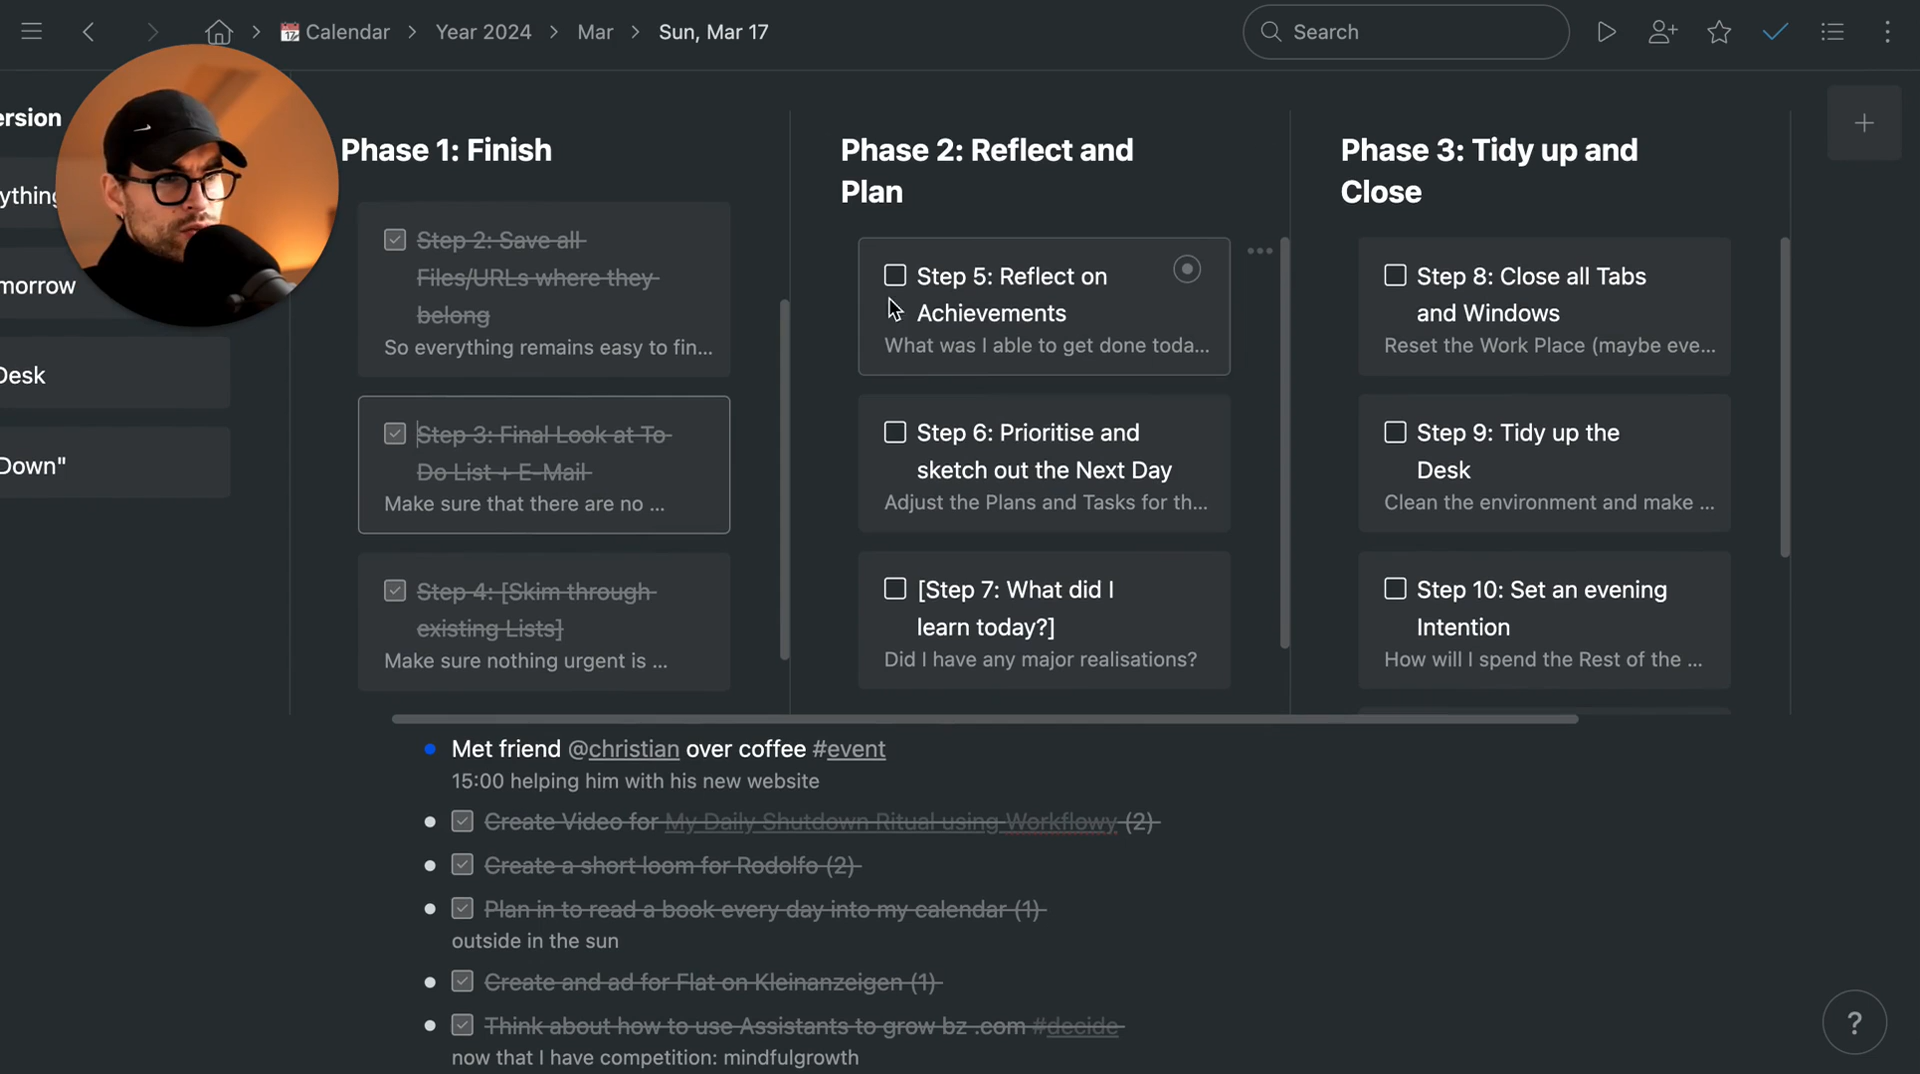 Calendar > Year 2024 > Mar > Sun, Mar 17
Search
ersion
ything
morrow
Desk
Down"
Phase 1: Finish
Step 2: Save all
Files/URLs where they
belong
So everything remains easy to fin...
Step 3: Final Look at To
Do List + E-Mail
Make sure that there are no ...
Step 4: [Skim through
existing Lists]
Make sure nothing urgent is ...
Phase 2: Reflect and
Plan
Step 5: Reflect on
Achievements
What was I able to get done toda...
Step 6: Prioritise and
sketch out the Next Day
Adjust the Plans and Tasks for th...
[Step 7: What did I
learn today?]
Did I have any major realisations?
Phase 3: Tidy up and
Close
Step 8: Close all Tabs
and Windows
Reset the Work Place (maybe eve...
Step 9: Tidy up the
Desk
Clean the environment and make ...
Step 10: Set an evening
Intention
How will I spend the Rest of the ...
Met friend @christian over coffee #event
15:00 helping him with his new website
Create Video for My Daily Shutdown Ritual using Workflowy (2)
Create a short loom for Rodolfo (2)
Plan in to read a book every day into my calendar (1)
outside in the sun
Create and ad for Flat on Kleinanzeigen (1)
Think about how to use Assistants to grow bz .com #decide
now that I have competition: mindfulgrowth
?